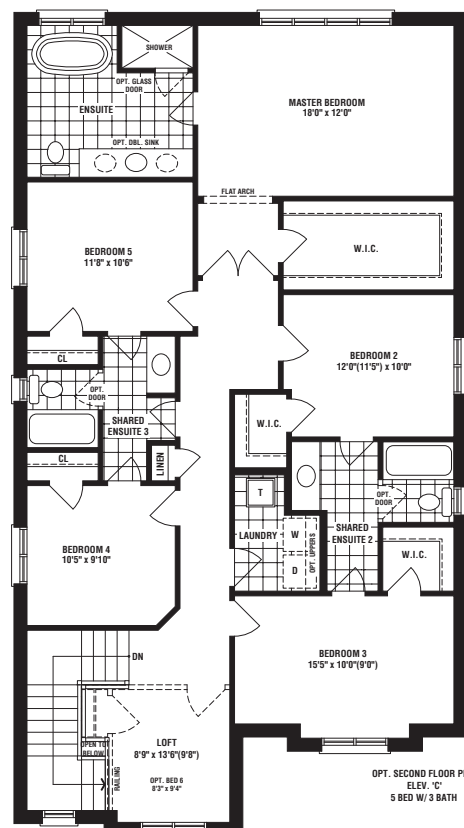 SHOWER
OPT. GLASS
DOOR
ENSUITE
OPT. DBL. SINK
MASTER BEDROOM
18'0" x 12'0"
FLAT ARCH
W.I.C.
BEDROOM 5
11'8" x 10'6"
CL
OPT.
DOOR
SHARED
ENSUITE 3
CL
LINEN
BEDROOM 2
12'0"(11'5") x 10'0"
W.I.C.
T
LAUNDRY
W
D
OPT. UPPERS
OPT.
DOOR
SHARED
ENSUITE 2
W.I.C.
BEDROOM 4
10'5" x 9'10"
BEDROOM 3
15'5" x 10'0"(9'0")
DN
OPEN TO
BELOW
RAILING
LOFT
8'9" x 13'6"(9'8")
OPT. BED 6
8'3" x 9'4"
OPT. SECOND FLOOR
ELEV. 'C'
5 BED W/ 3 BATH